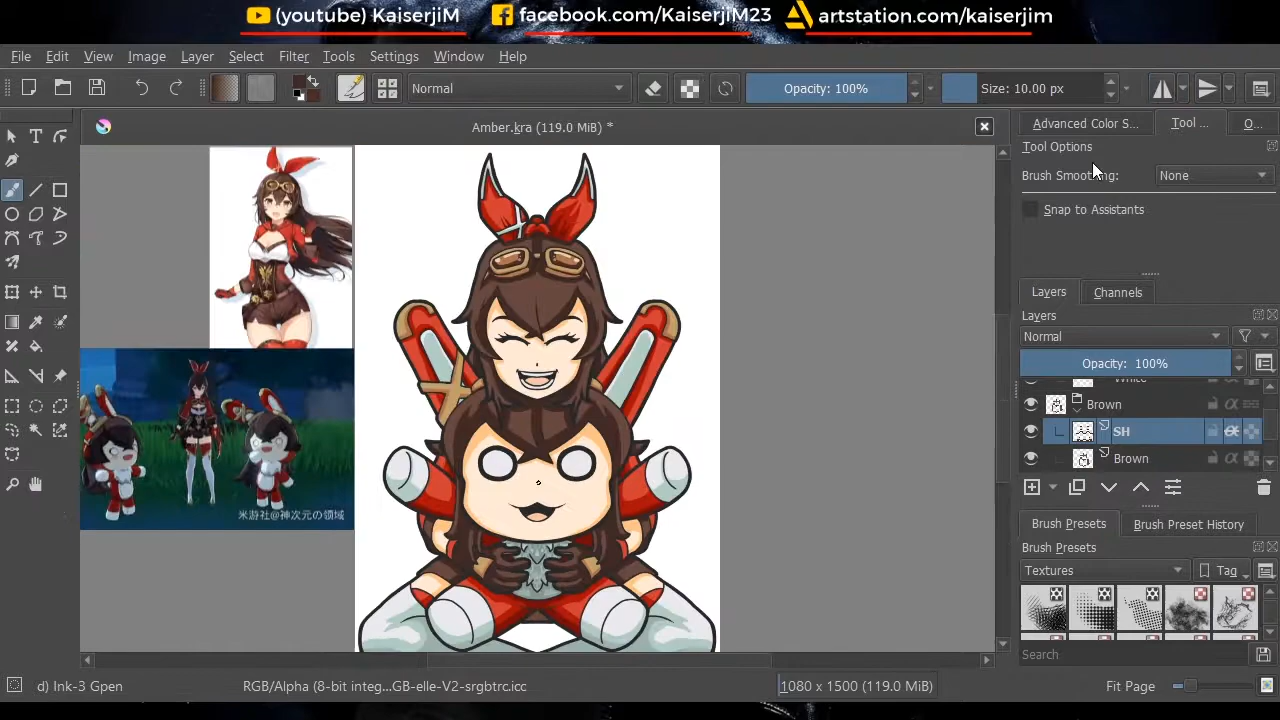 (youtube) KaiserjiM
facebook.com/KaiserjiM23
artstation.com/kaiserjim
File Edit View Image Layer Select Filter Tools Settings Window Help
Normal
Opacity: 100%
Size: 10.00 px
Amber.kra (119.0 MiB) *
Advanced Color S...
Tool ...
O...
Tool Options
Brush Smoothing:
None
Snap to Assistants
Layers
Channels
Layers
Normal
Opacity: 100%
White
Brown
SH
Brown
Brush Presets
Brush Preset History
Brush Presets
Textures
Tag
Search
米游社@神次元の领域
d) Ink-3 Gpen
RGB/Alpha (8-bit integ...GB-elle-V2-srgbtrc.icc
1080 x 1500 (119.0 MiB)
Fit Page